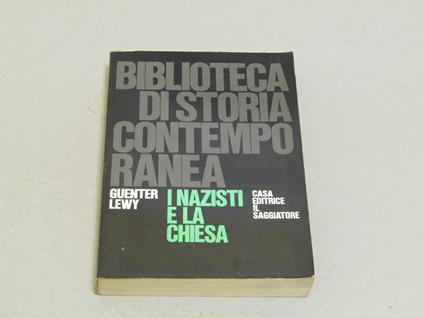 BIBLIOTECA
DI STORIA
CONTEMPO
RANEA
GUENTER
LEWY
I NAZISTI
E LA
CHIESA
CASA
EDITRICE
IL
SAGGIATORE